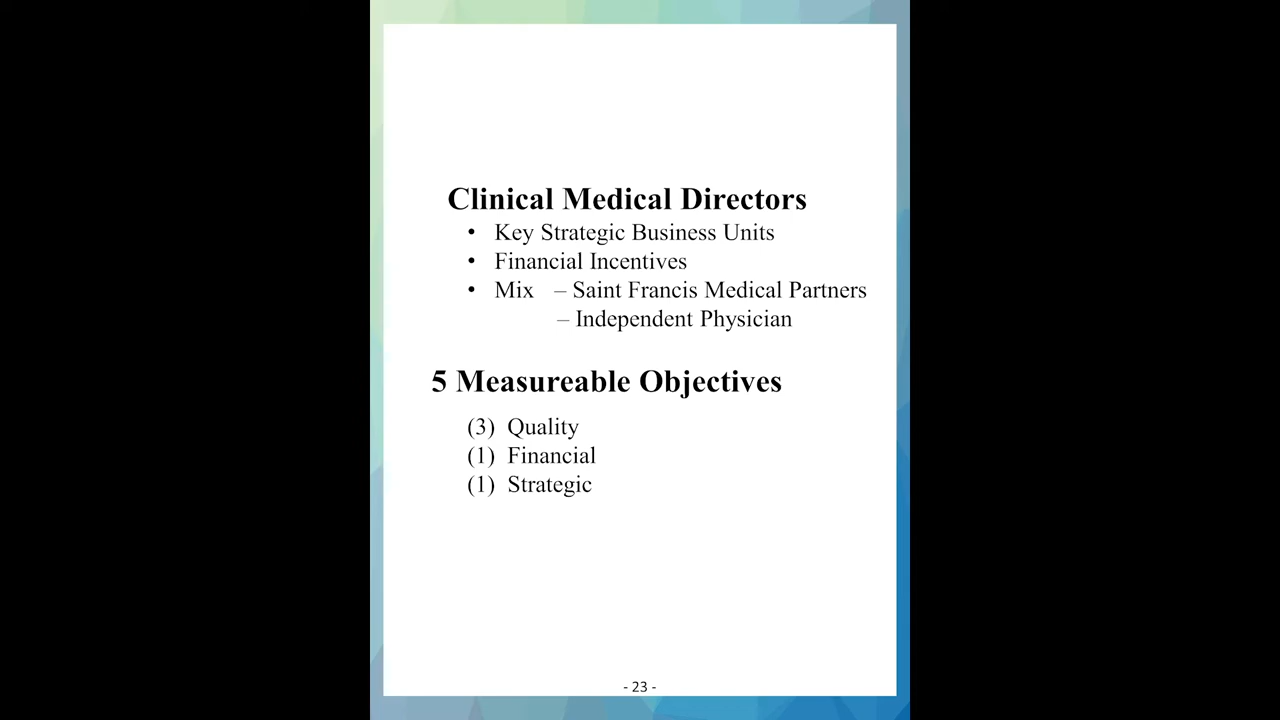 Clinical Medical Directors
• Key Strategic Business Units
• Financial Incentives
• Mix – Saint Francis Medical Partners
– Independent Physician
5 Measureable Objectives
(3) Quality
(1) Financial
(1) Strategic
- 23 -